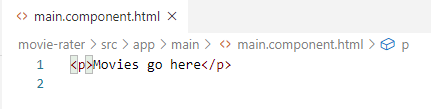 main.component.html ×
movie-rater > src > app > main > main.component.html > p
1 <p>Movies go here</p>
2